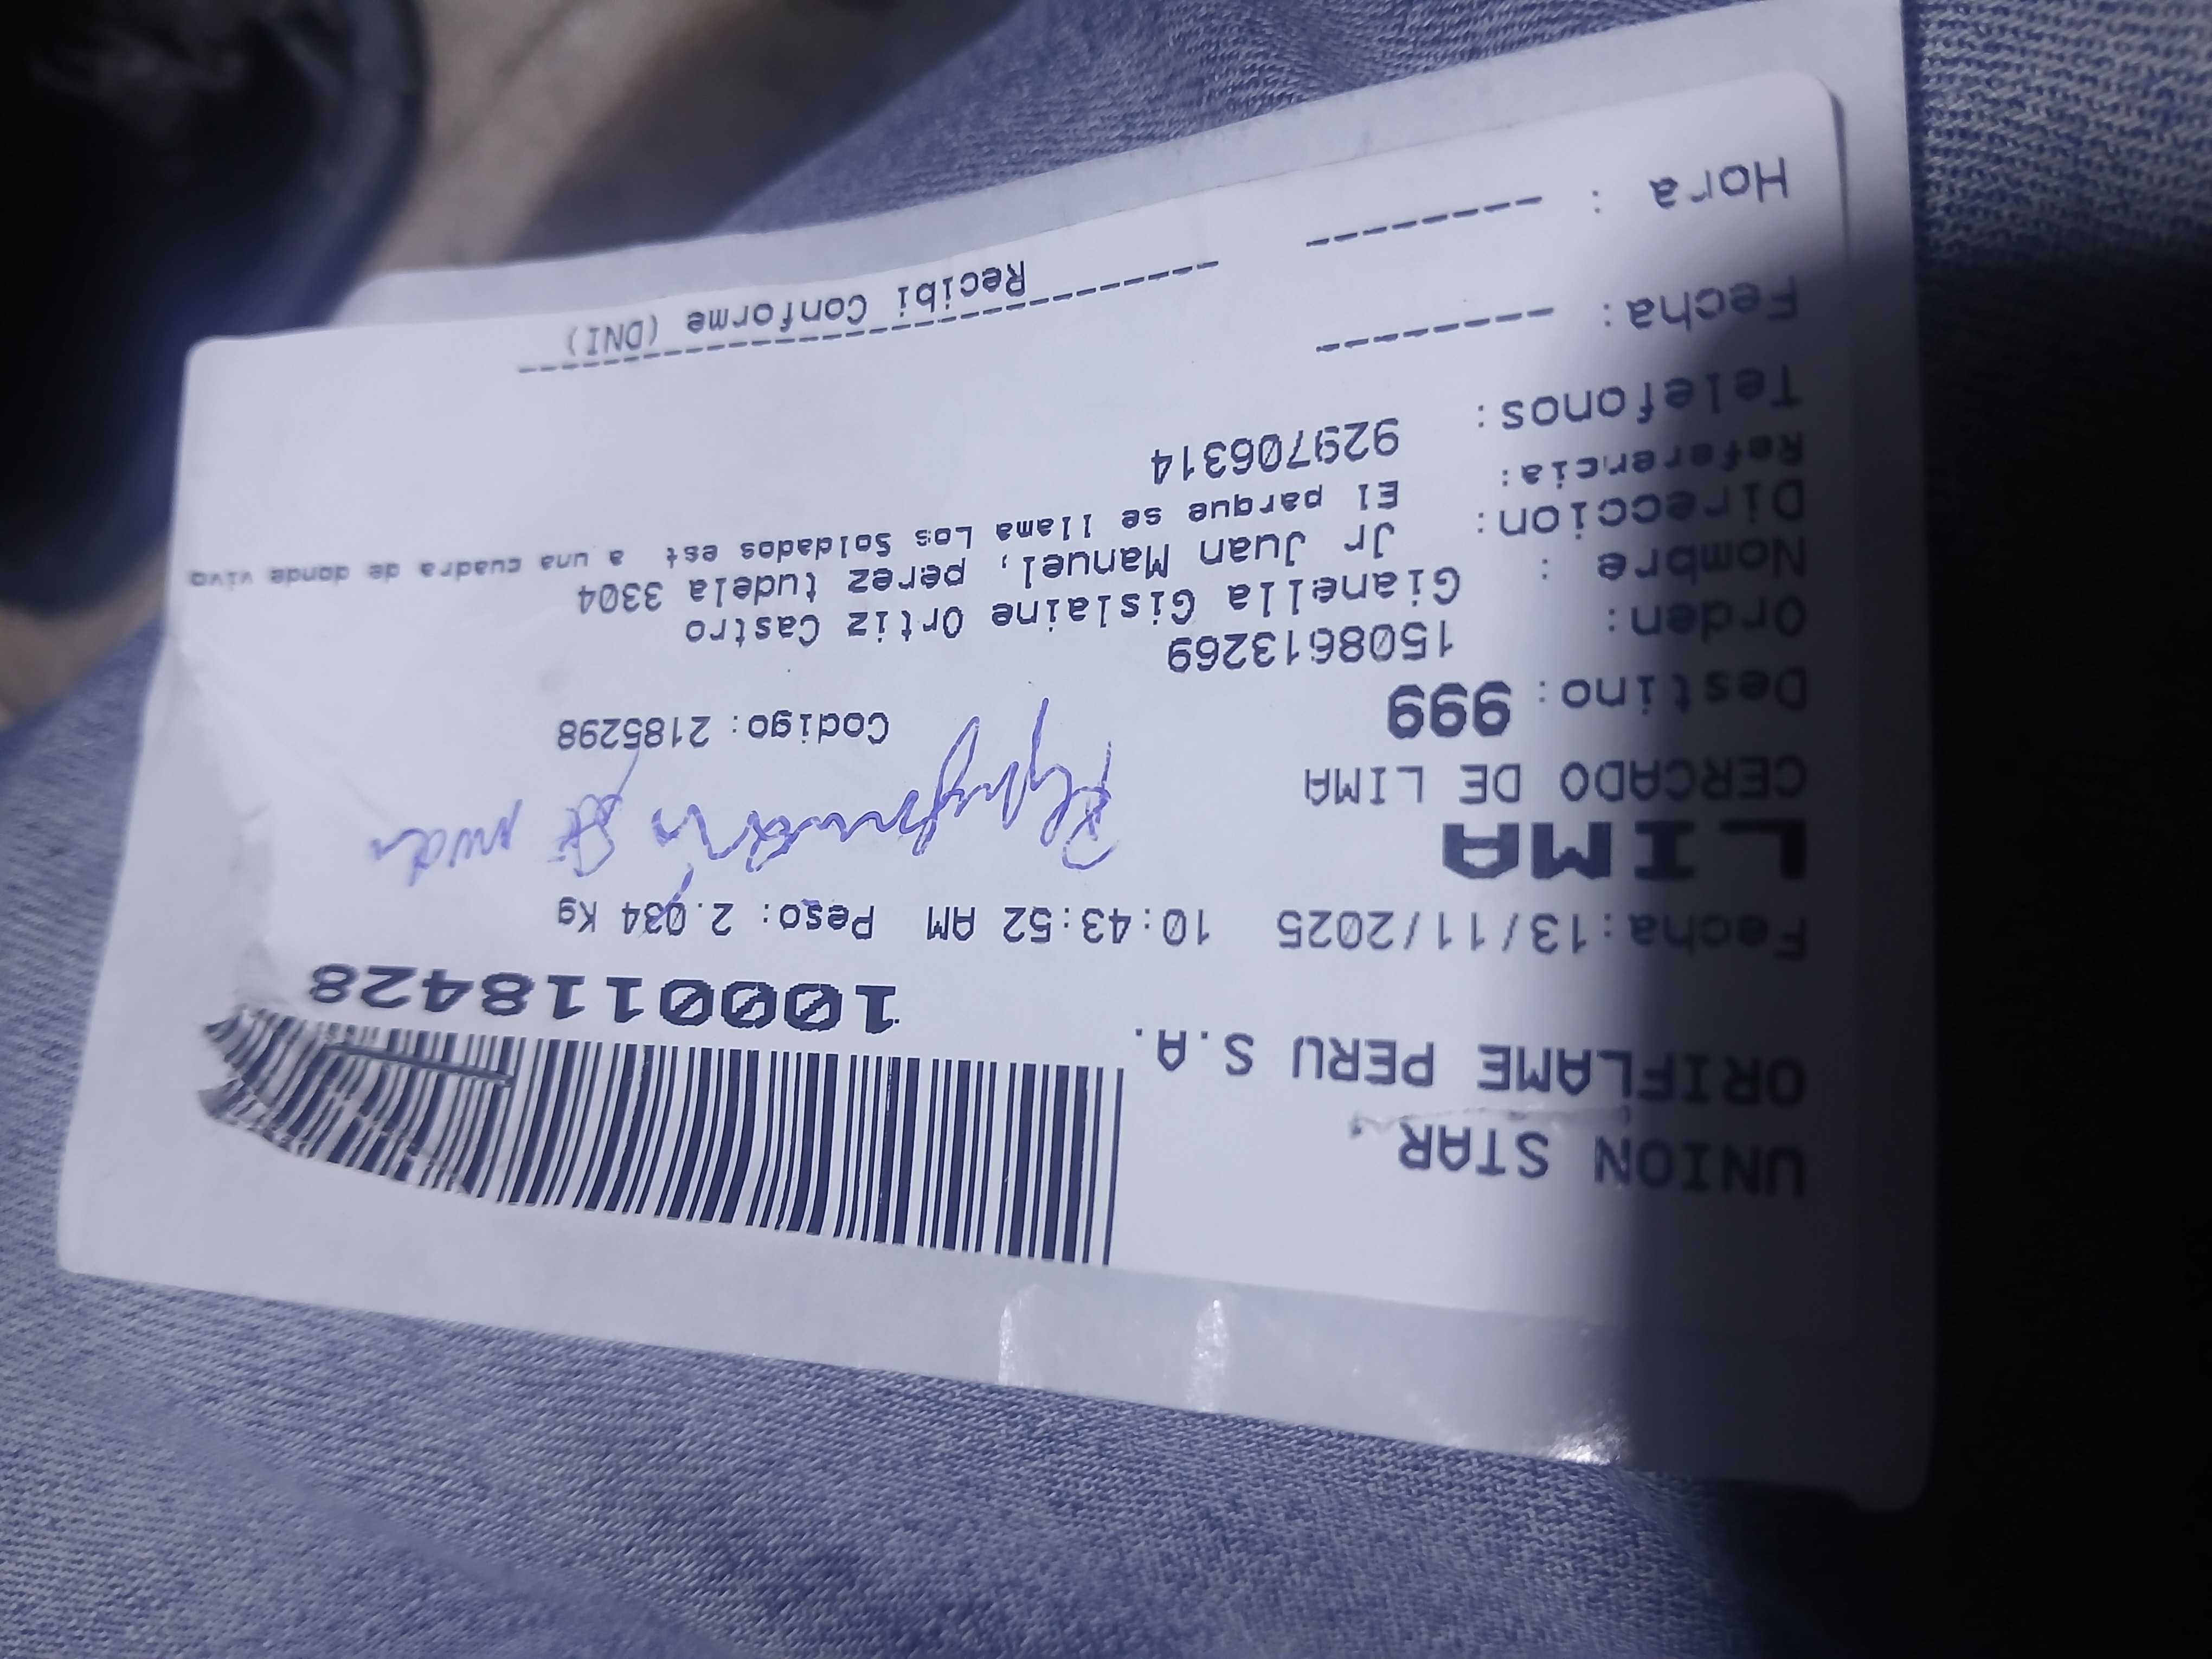 UNION STAR
ORIFLAME PERU S.A.
1000118428
Fecha:13/11/2025 10:43:52 AM Peso: 2.034 Kg
LIMA
CERCADO DE LIMA
Destino: 999 Codigo: 2185298
Orden: 1508613269
Nombre : Gianella Gislaine Ortiz Castro
Direccion: Jr Juan Manuel, perez tudela 3304
Referencia: El parque se llama Los Soldados est a una cuadra de donde vivo
Telefonos: 929706314
Fecha: --------
Hora : --------
Recibi Conforme (DNI)